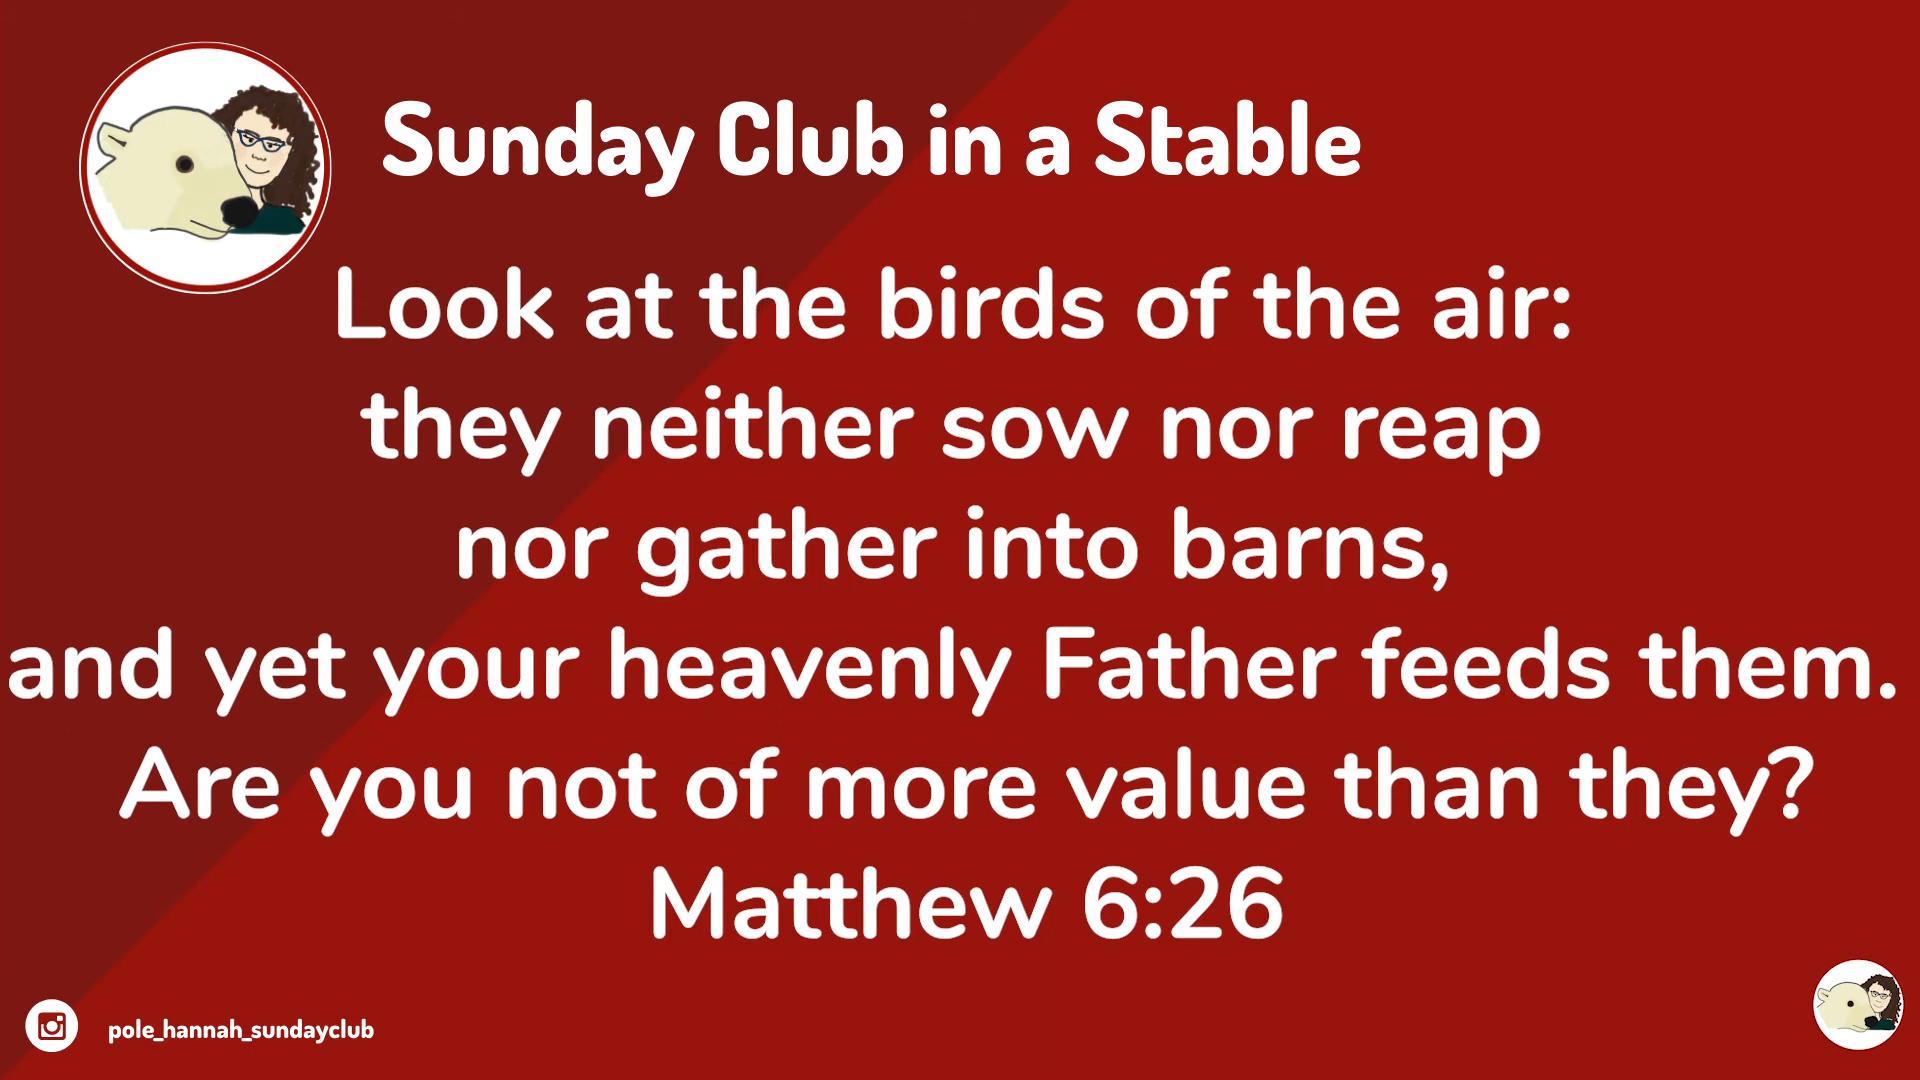 Sunday Club in a Stable
Look at the birds of the air:
they neither sow nor reap
nor gather into barns,
and yet your heavenly Father feeds them.
Are you not of more value than they?
Matthew 6:26
pole_hannah_sundayclub